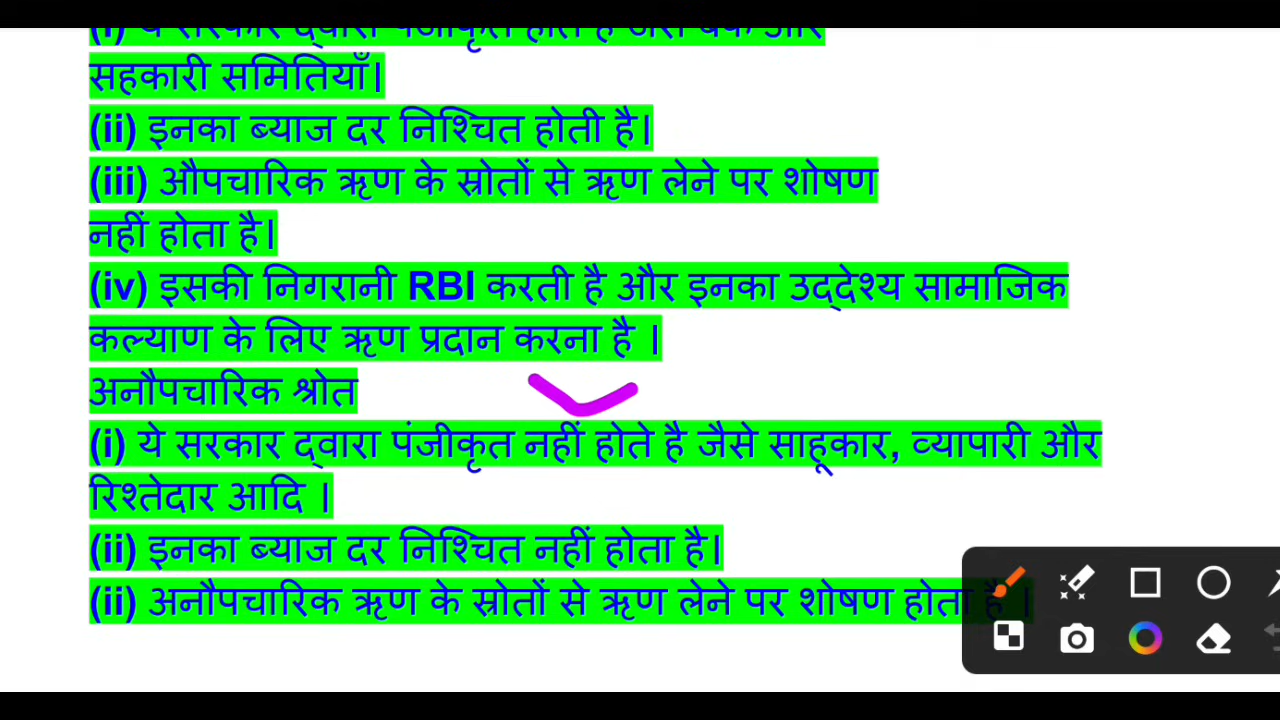 (i) ये सरकार द्वारा पंजीकृत होते है जैसे बैंक और
सहकारी समितियाँ।
(ii) इनका ब्याज दर निश्चित होती है।
(iii) औपचारिक ऋण के स्रोतों से ऋण लेने पर शोषण
नहीं होता है।
(iv) इसकी निगरानी RBI करती है और इनका उद्देश्य सामाजिक
कल्याण के लिए ऋण प्रदान करना है ।
अनौपचारिक श्रोत
(i) ये सरकार द्वारा पंजीकृत नहीं होते है जैसे साहूकार, व्यापारी और
रिश्तेदार आदि ।
(ii) इनका ब्याज दर निश्चित नहीं होता है।
(ii) अनौपचारिक ऋण के स्रोतों से ऋण लेने पर शोषण होता है ।